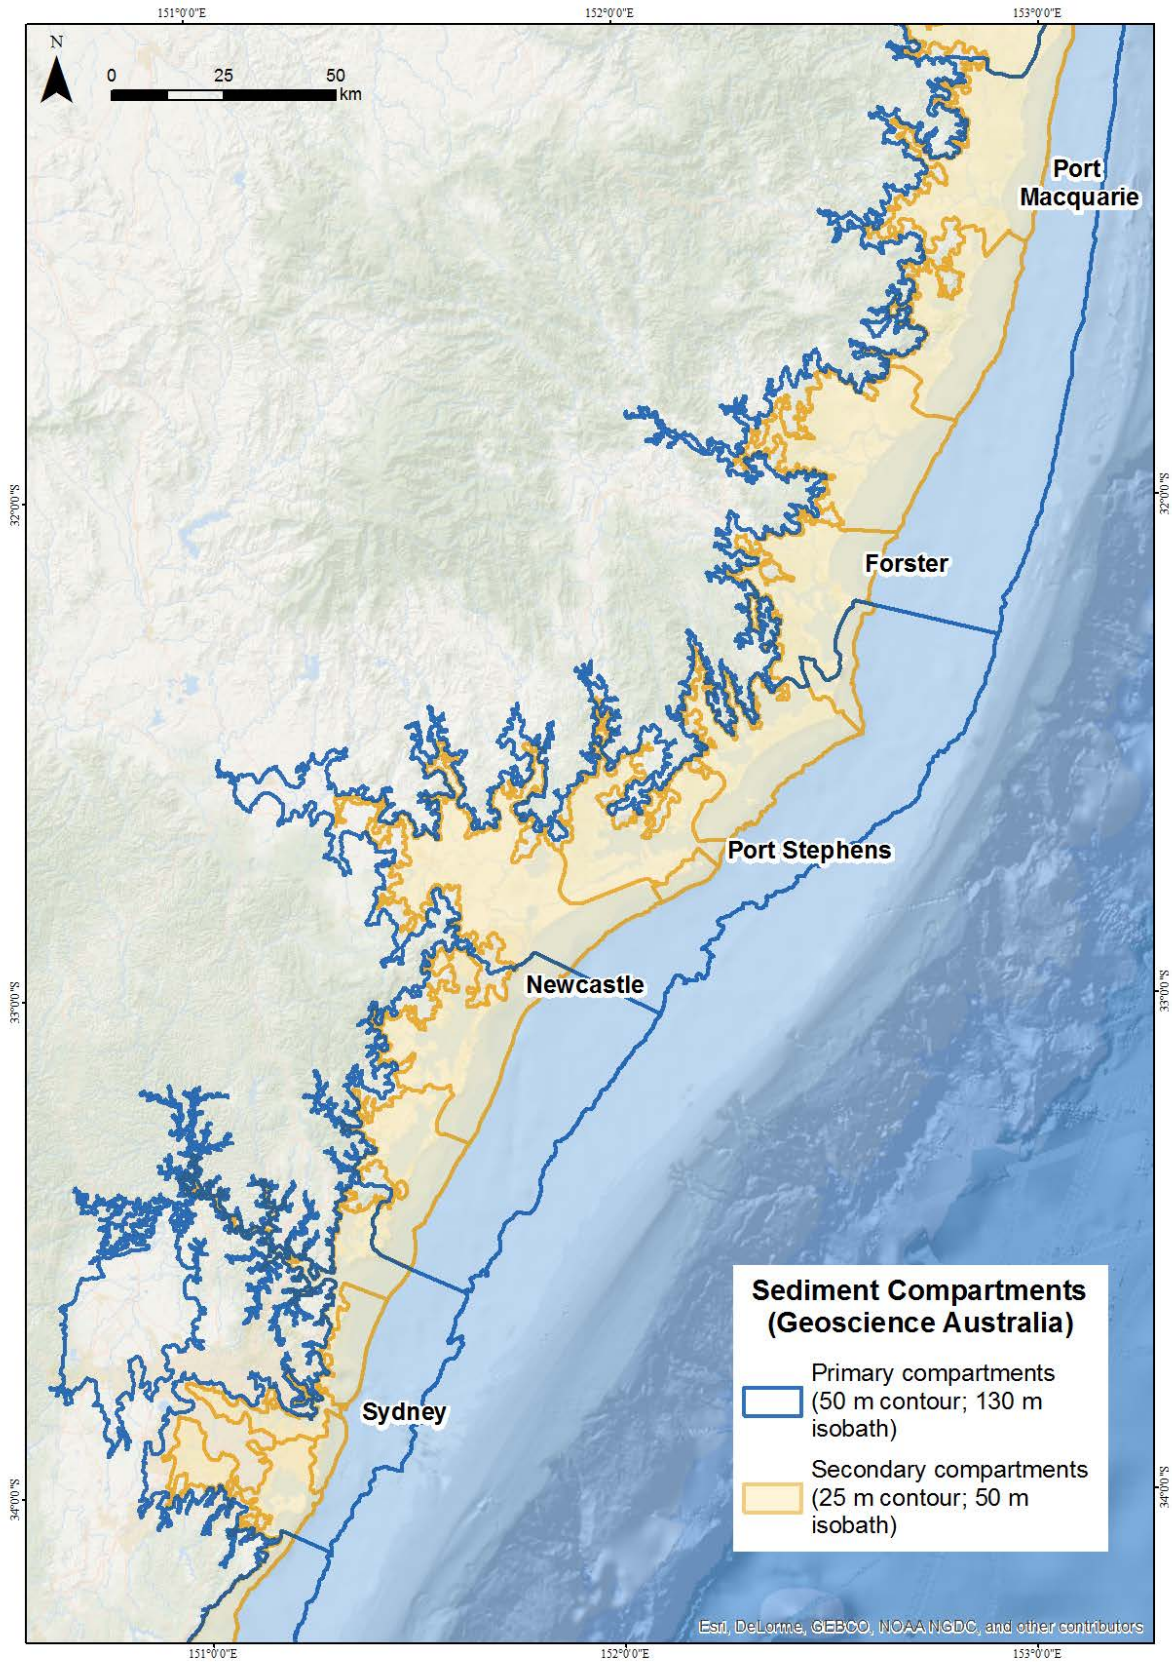 151°0'0"E 152°0'0"E 153°0'0"E
N
0 25 50
km
Port
Macquarie
32°0'0"S 32°0'0"S
Forster
Port Stephens
Newcastle
33°0'0"S 33°0'0"S
Sediment Compartments
(Geoscience Australia)
Primary compartments
(50 m contour; 130 m
isobath)
Sydney
Secondary compartments
(25 m contour; 50 m
isobath)
34°0'0"S 34°0'0"S
Esri, DeLorme, GEBCO, NOAA NGDC, and other contributors
151°0'0"E 152°0'0"E 153°0'0"E